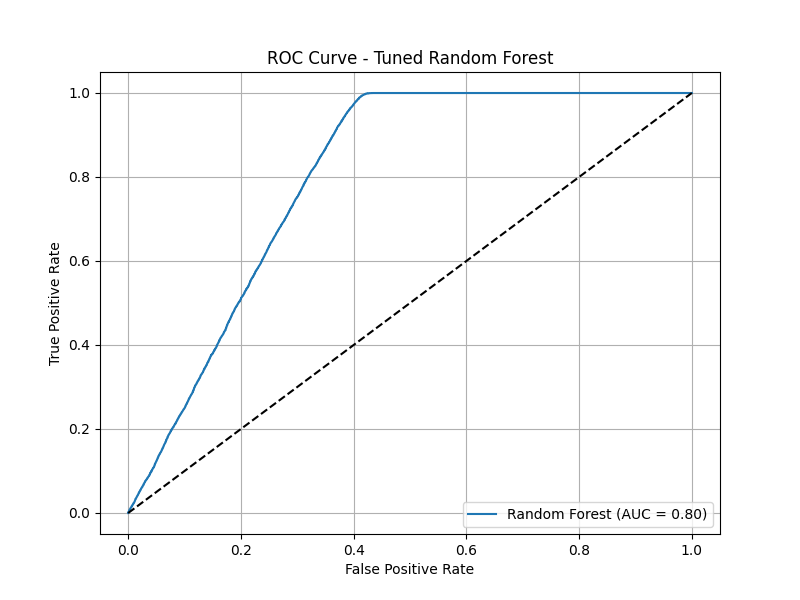 ROC Curve - Tuned Random Forest
1.0
0.8
0.6
0.4
0.2
0.0
True Positive Rate
Random Forest (AUC = 0.80)
0.0 0.2 0.4 0.6 0.8 1.0
False Positive Rate